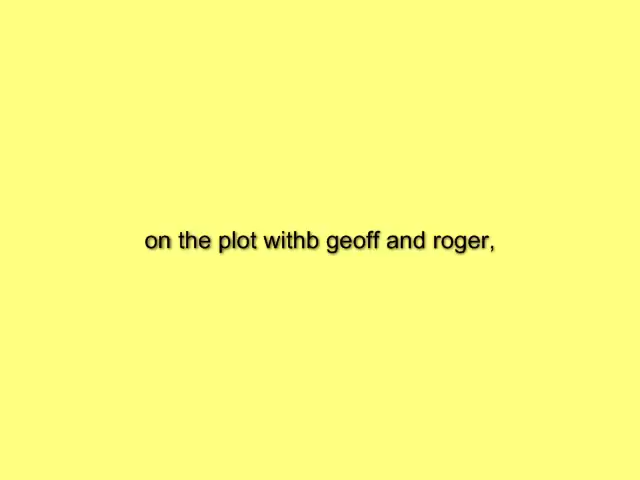 on the plot withb geoff and roger,